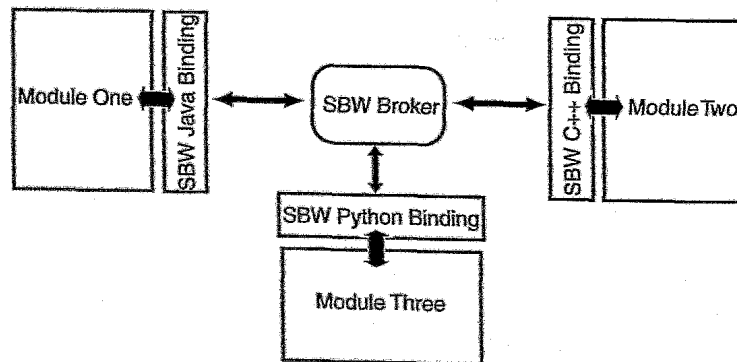 Module One
SBW Java Binding
SBW Broker
SBW C++ Binding
Module Two
SBW Python Binding
Module Three